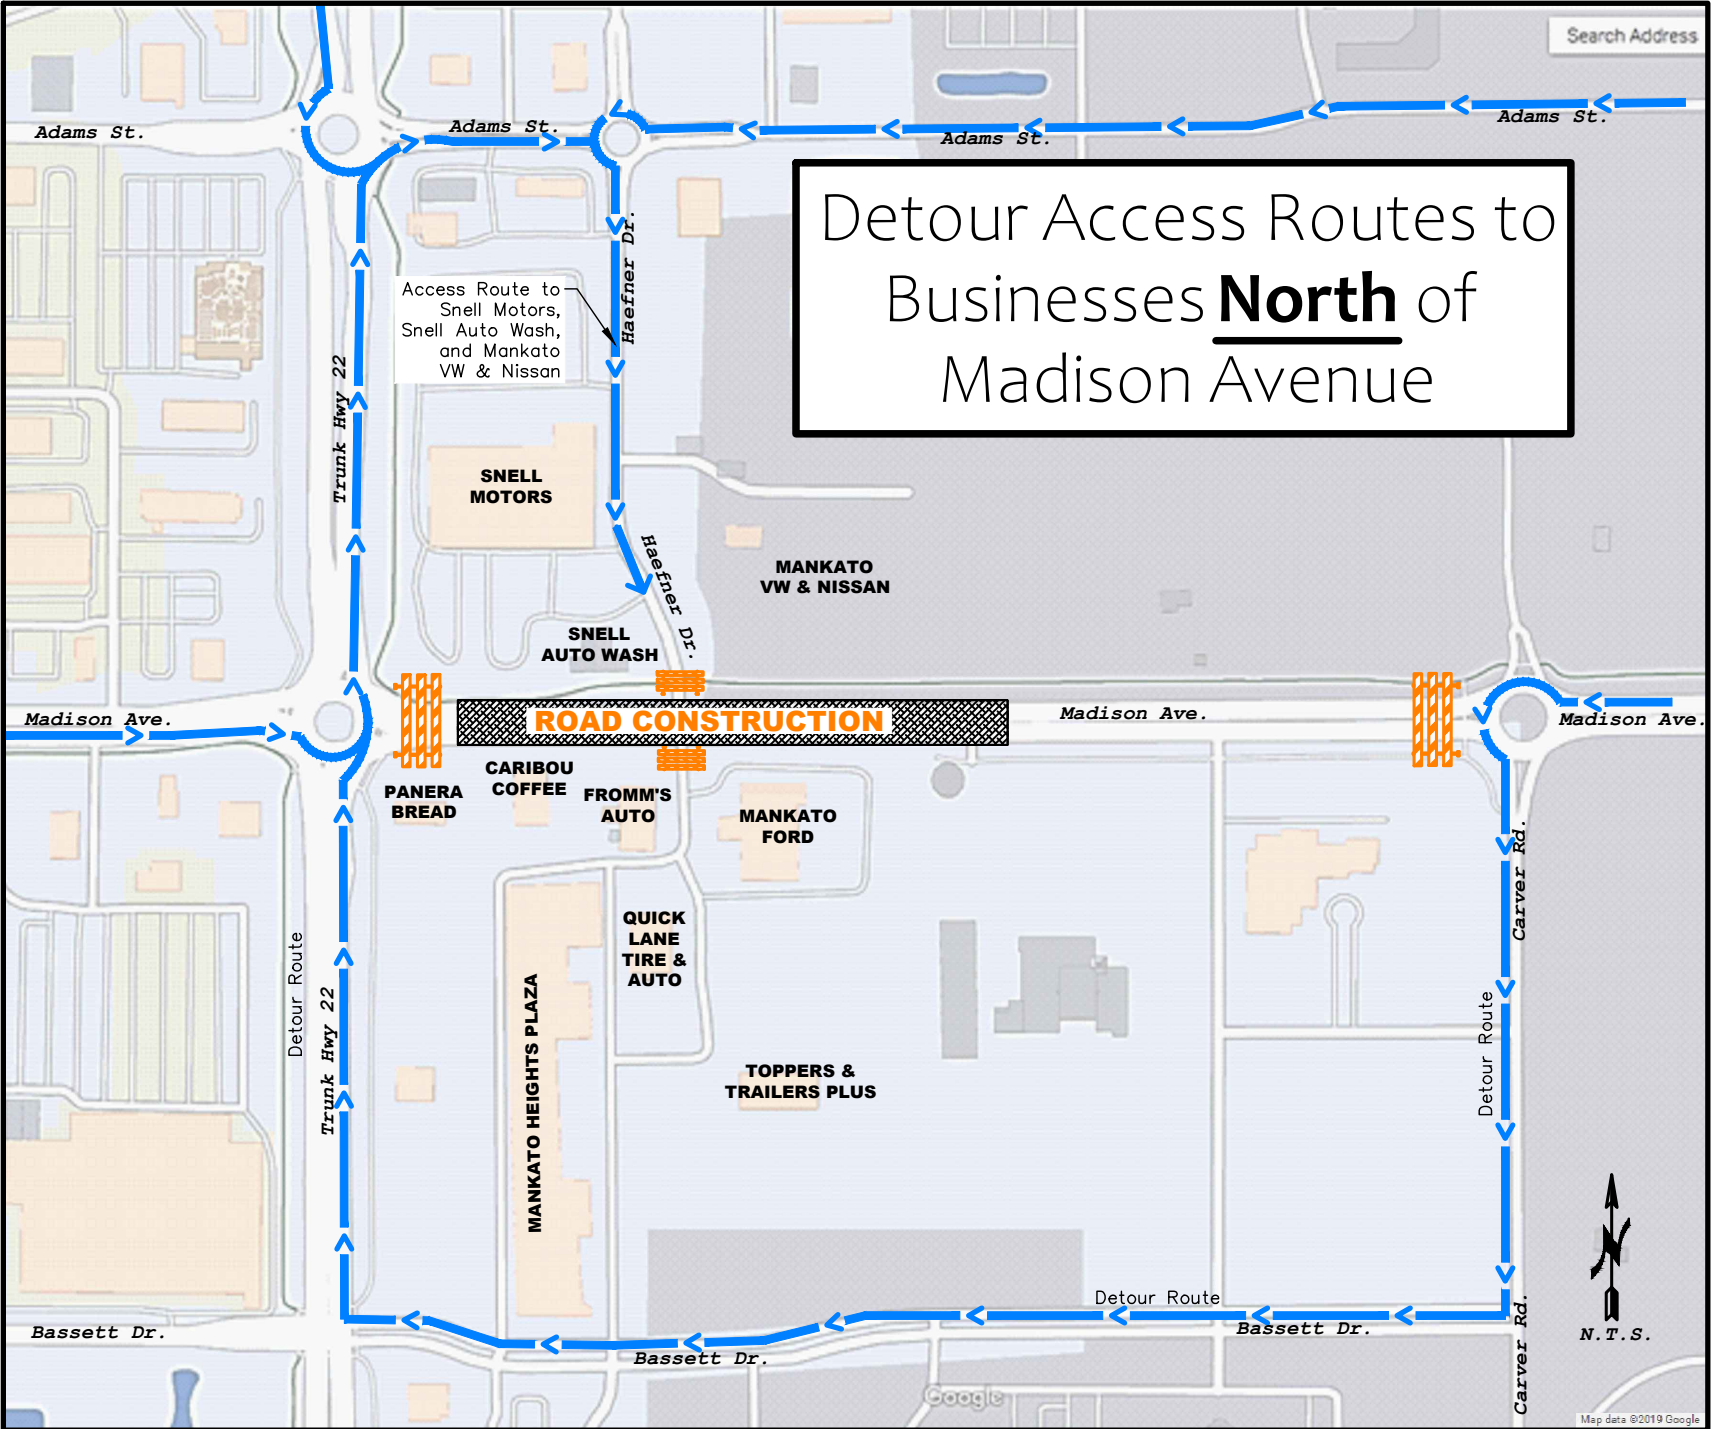 Search Address
Adams St.
Adams St.
Adams St.
Adams St.
Detour Access Routes to
Businesses North of
Madison Avenue
Haefner Dr.
Access Route to
Snell Motors,
Snell Auto Wash,
and Mankato
VW & Nissan
Trunk Hwy 22
SNELL
MOTORS
Haefner Dr.
MANKATO
VW & NISSAN
SNELL
AUTO WASH
Madison Ave.
ROAD CONSTRUCTION
Madison Ave.
Madison Ave.
PANERA
BREAD
CARIBOU
COFFEE
FROMM'S
AUTO
MANKATO
FORD
Carver Rd.
QUICK
LANE
TIRE &
AUTO
Detour Route
Trunk Hwy 22
MANKATO HEIGHTS PLAZA
Detour Route
TOPPERS &
TRAILERS PLUS
Detour Route
Bassett Dr.
Bassett Dr.
Bassett Dr.
Carver Rd.
N
N.T.S.
Google
Map data ©2019 Google